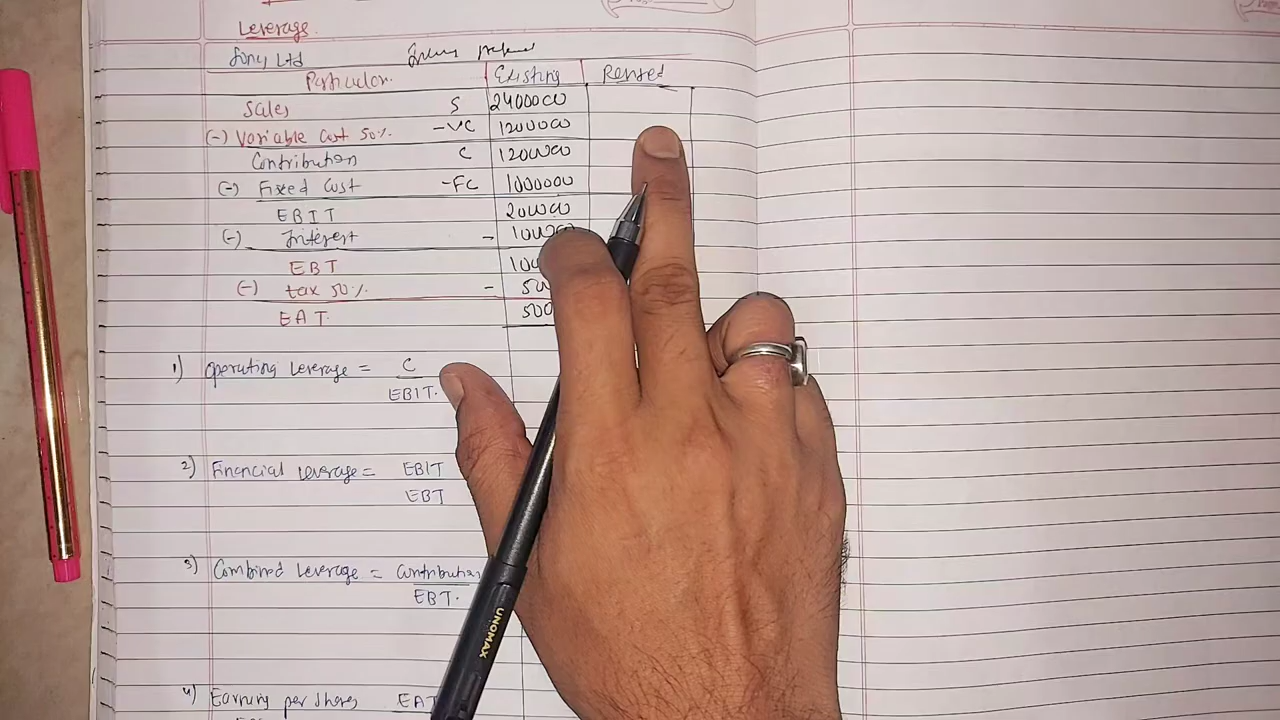 Leverage.
Sony Ltd
Particular. Existing Revised
Sales S 2400000
(-) Variable Cost 50% -VC 1200000
Contribution C 1200000
(-) Fixed Cost -FC 1000000
EBIT 200000
(-) Interest -
EBT
(-) tax 50% -
EAT.
1) Operating Leverage = C
EBIT.
2) Financial Leverage = EBIT
EBT
3) Combined Leverage = Contribution
EBT.
UNOMAX
4) Earning per shares EAT